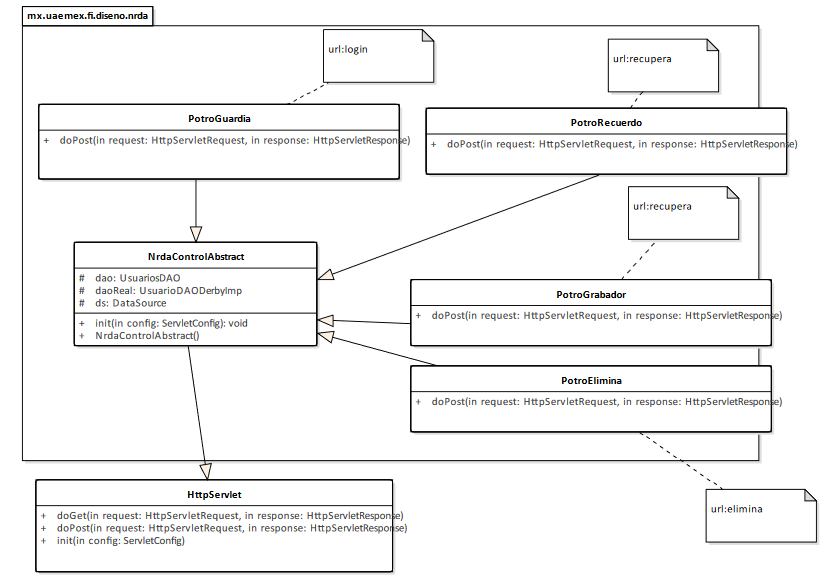 mx.uaemex.fi.diseno.nrda
url:login
url:recupera
PotroGuardia
+ doPost(in request: HttpServletRequest, in response: HttpServletResponse)
PotroRecuerdo
+ doPost(in request: HttpServletRequest, in response: HttpServletResponse)
url:recupera
NrdaControlAbstract
# dao: UsuariosDAO
# daoReal: UsuarioDAODerbyImp
# ds: DataSource
+ init(in config: ServletConfig): void
+ NrdaControlAbstract()
PotroGrabador
+ doPost(in request: HttpServletRequest, in response: HttpServletResponse)
PotroElimina
+ doPost(in request: HttpServletRequest, in response: HttpServletResponse)
HttpServlet
+ doGet(in request: HttpServletRequest, in response: HttpServletResponse)
+ doPost(in request: HttpServletRequest, in response: HttpServletResponse)
+ init(in config: ServletConfig)
url:elimina